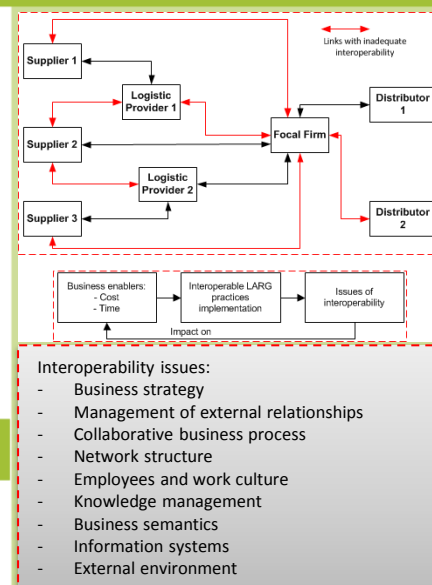 Links with inadequate
interoperability
Supplier 1
Logistic
Provider 1
Distributor
1
Supplier 2
Focal Firm
Logistic
Provider 2
Supplier 3
Distributor
2
Business enablers:
- Cost
- Time
Interoperable LARG
practices
implementation
Issues of
interoperability
Impact on
Interoperability issues:
- Business strategy
- Management of external relationships
- Collaborative business process
- Network structure
- Employees and work culture
- Knowledge management
- Business semantics
- Information systems
- External environment